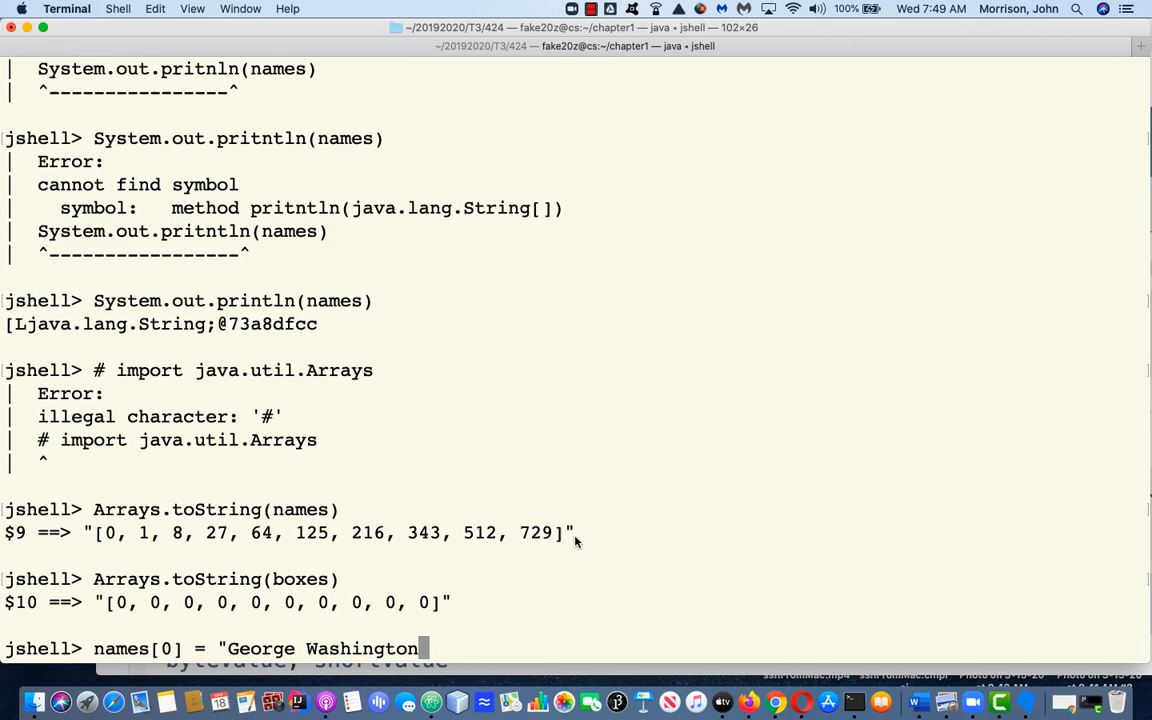 Terminal Shell Edit View Window Help 100% Wed 7:49 AM Morrison, John
~/20192020/T3/424 — fake20z@cs:~/chapter1 — java ‹ jshell — 102×26
~/20192020/T3/424 — fake20z@cs:~/chapter1 — java ‹ jshell
|   System.out.pritnln(names)
|   ^----------------^
jshell> System.out.pritntln(names)
|   Error:
|   cannot find symbol
|     symbol:   method pritntln(java.lang.String[])
|   System.out.pritntln(names)
|   ^-----------------^
jshell> System.out.println(names)
[Ljava.lang.String;@73a8dfcc
jshell> # import java.util.Arrays
|   Error:
|   illegal character: '#'
|   # import java.util.Arrays
|   ^
jshell> Arrays.toString(names)
$9 ==> "[0, 1, 8, 27, 64, 125, 216, 343, 512, 729]"
jshell> Arrays.toString(boxes)
$10 ==> "[0, 0, 0, 0, 0, 0, 0, 0, 0, 0]"
jshell> names[0] = "George Washington
byteValue, shortValue